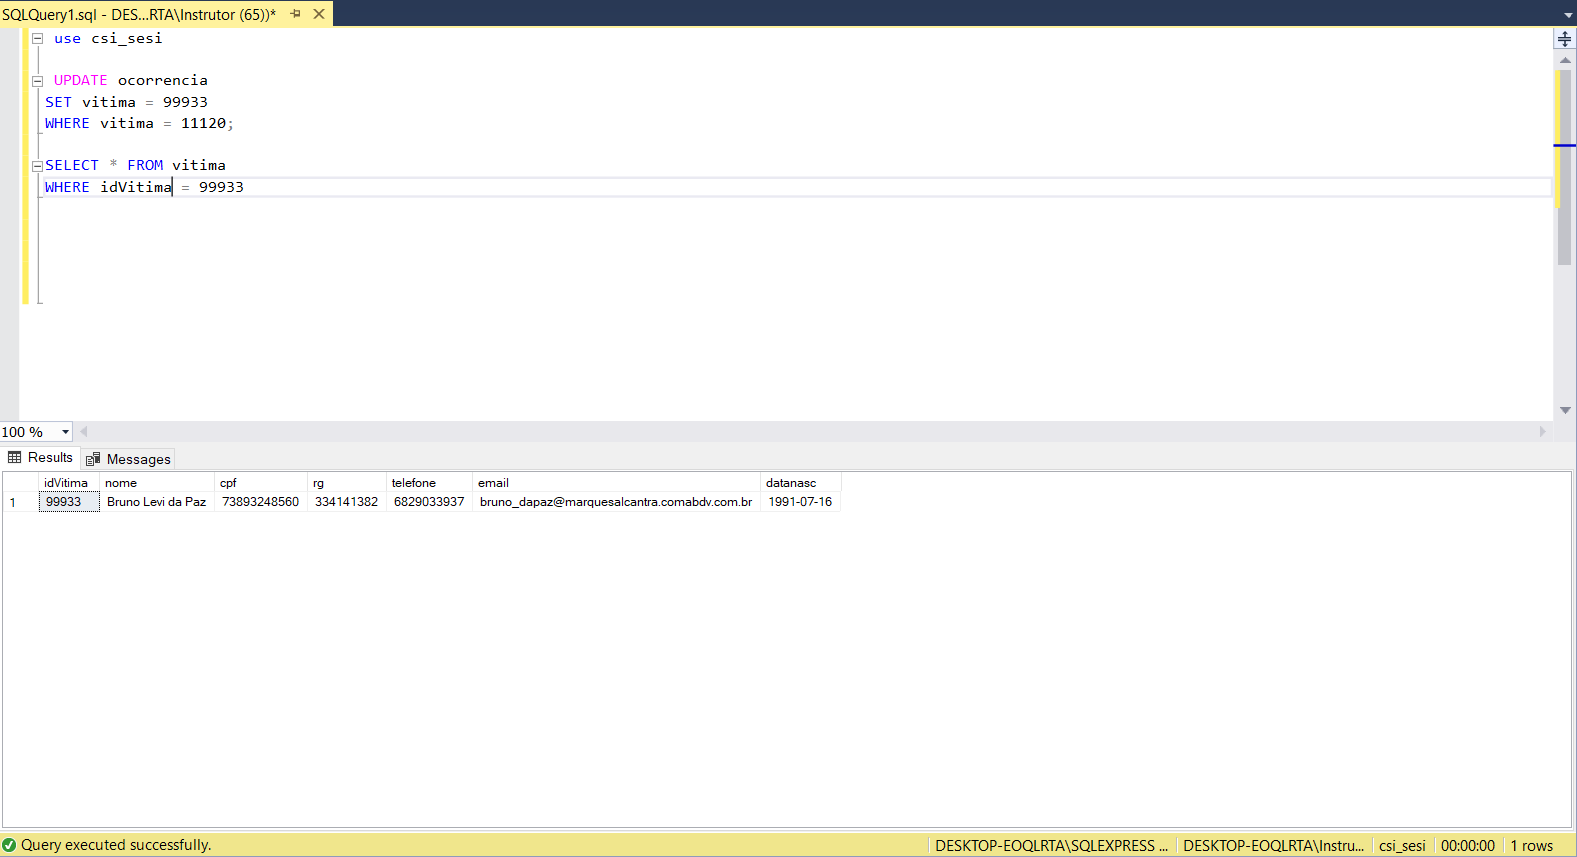 SQLQuery1.sql - DES...RTA\Instrutor (65))*
use csi_sesi
UPDATE ocorrencia
SET vitima = 99933
WHERE vitima = 11120;
SELECT * FROM vitima
WHERE idVitima = 99933
100 %
Results Messages
idVitima nome cpf rg telefone email datanasc
1 99933 Bruno Levi da Paz 73893248560 334141382 6829033937 bruno_dapaz@marquesalcantra.comabdv.com.br 1991-07-16
Query executed successfully. DESKTOP-EOQLRTA\SQLEXPRESS ... DESKTOP-EOQLRTA\Instru... csi_sesi 00:00:00 1 rows